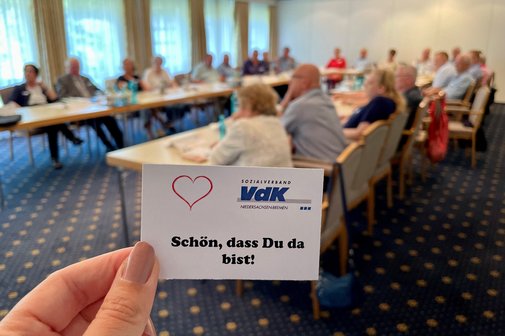 SOZIALVERBAND
VdK
NIEDERSACHSEN-BREMEN
Schön, dass Du da
bist!